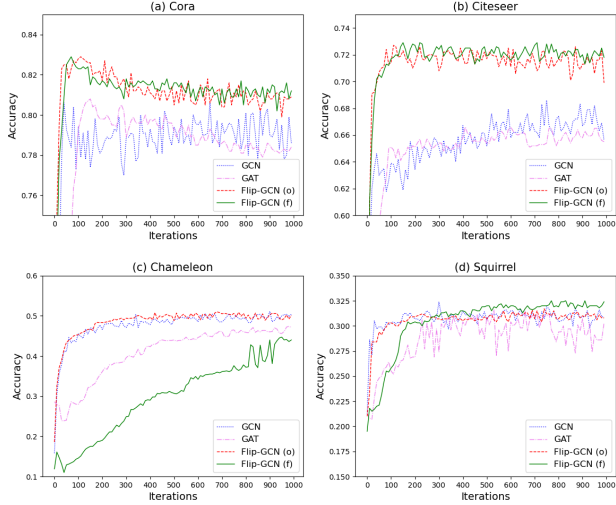 (a) Cora
Accuracy
0.84
0.82
0.80
0.78
0.76
0 100 200 300 400 500 600 700 800 900 1000
Iterations
GCN
GAT
Flip-GCN (o)
Flip-GCN (f)
(b) Citeseer
Accuracy
0.72
0.70
0.68
0.66
0.64
0.62
0.60
0 100 200 300 400 500 600 700 800 900 1000
Iterations
GCN
GAT
Flip-GCN (o)
Flip-GCN (f)
(c) Chameleon
Accuracy
0.6
0.5
0.4
0.3
0.2
0.1
0 100 200 300 400 500 600 700 800 900 1000
Iterations
GCN
GAT
Flip-GCN (o)
Flip-GCN (f)
(d) Squirrel
Accuracy
0.350
0.325
0.300
0.275
0.250
0.225
0.200
0.175
0.150
0 100 200 300 400 500 600 700 800 900 1000
Iterations
GCN
GAT
Flip-GCN (o)
Flip-GCN (f)